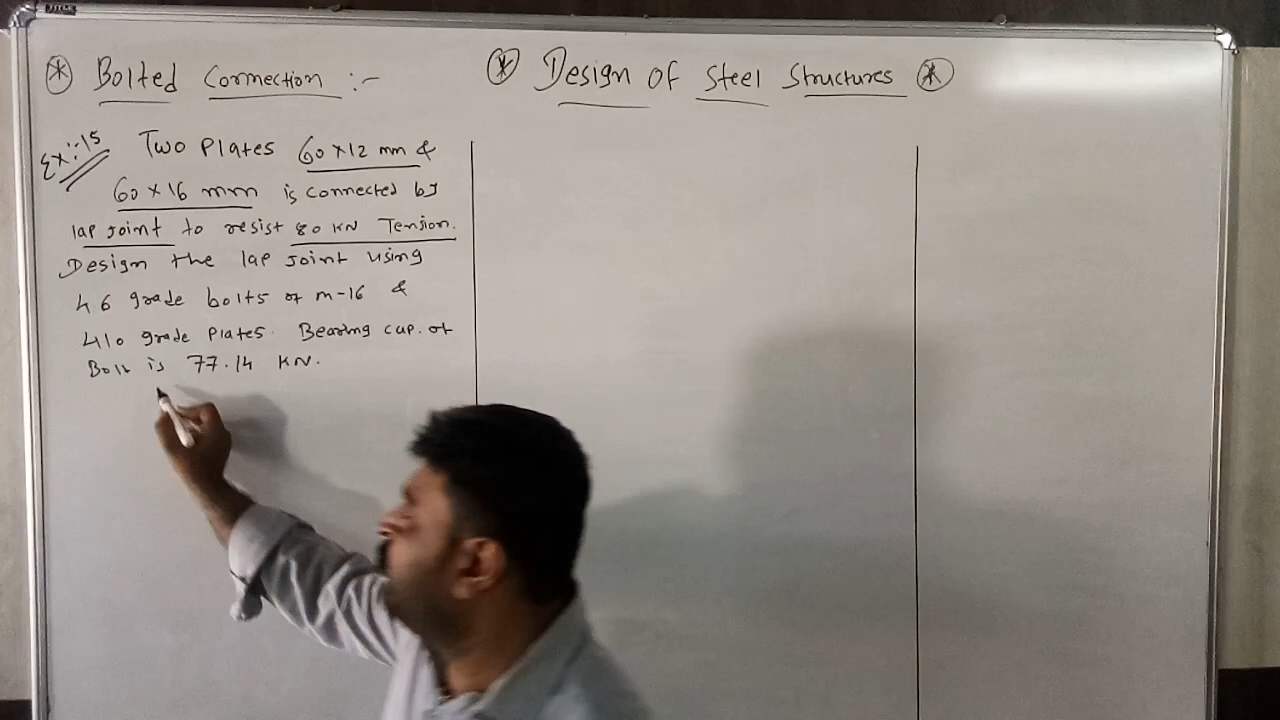 * Bolted Connection :-
* Design of Steel Structures *
Ex:-15 Two Plates 60 x 12 mm &
60 x 16 mm is connected by
lap joint to resist 80 KN Tension.
Design the lap joint using
4.6 grade bolts of m-16 &
410 grade plates. Bearing cap. of
Bolt is 77.14 KN.